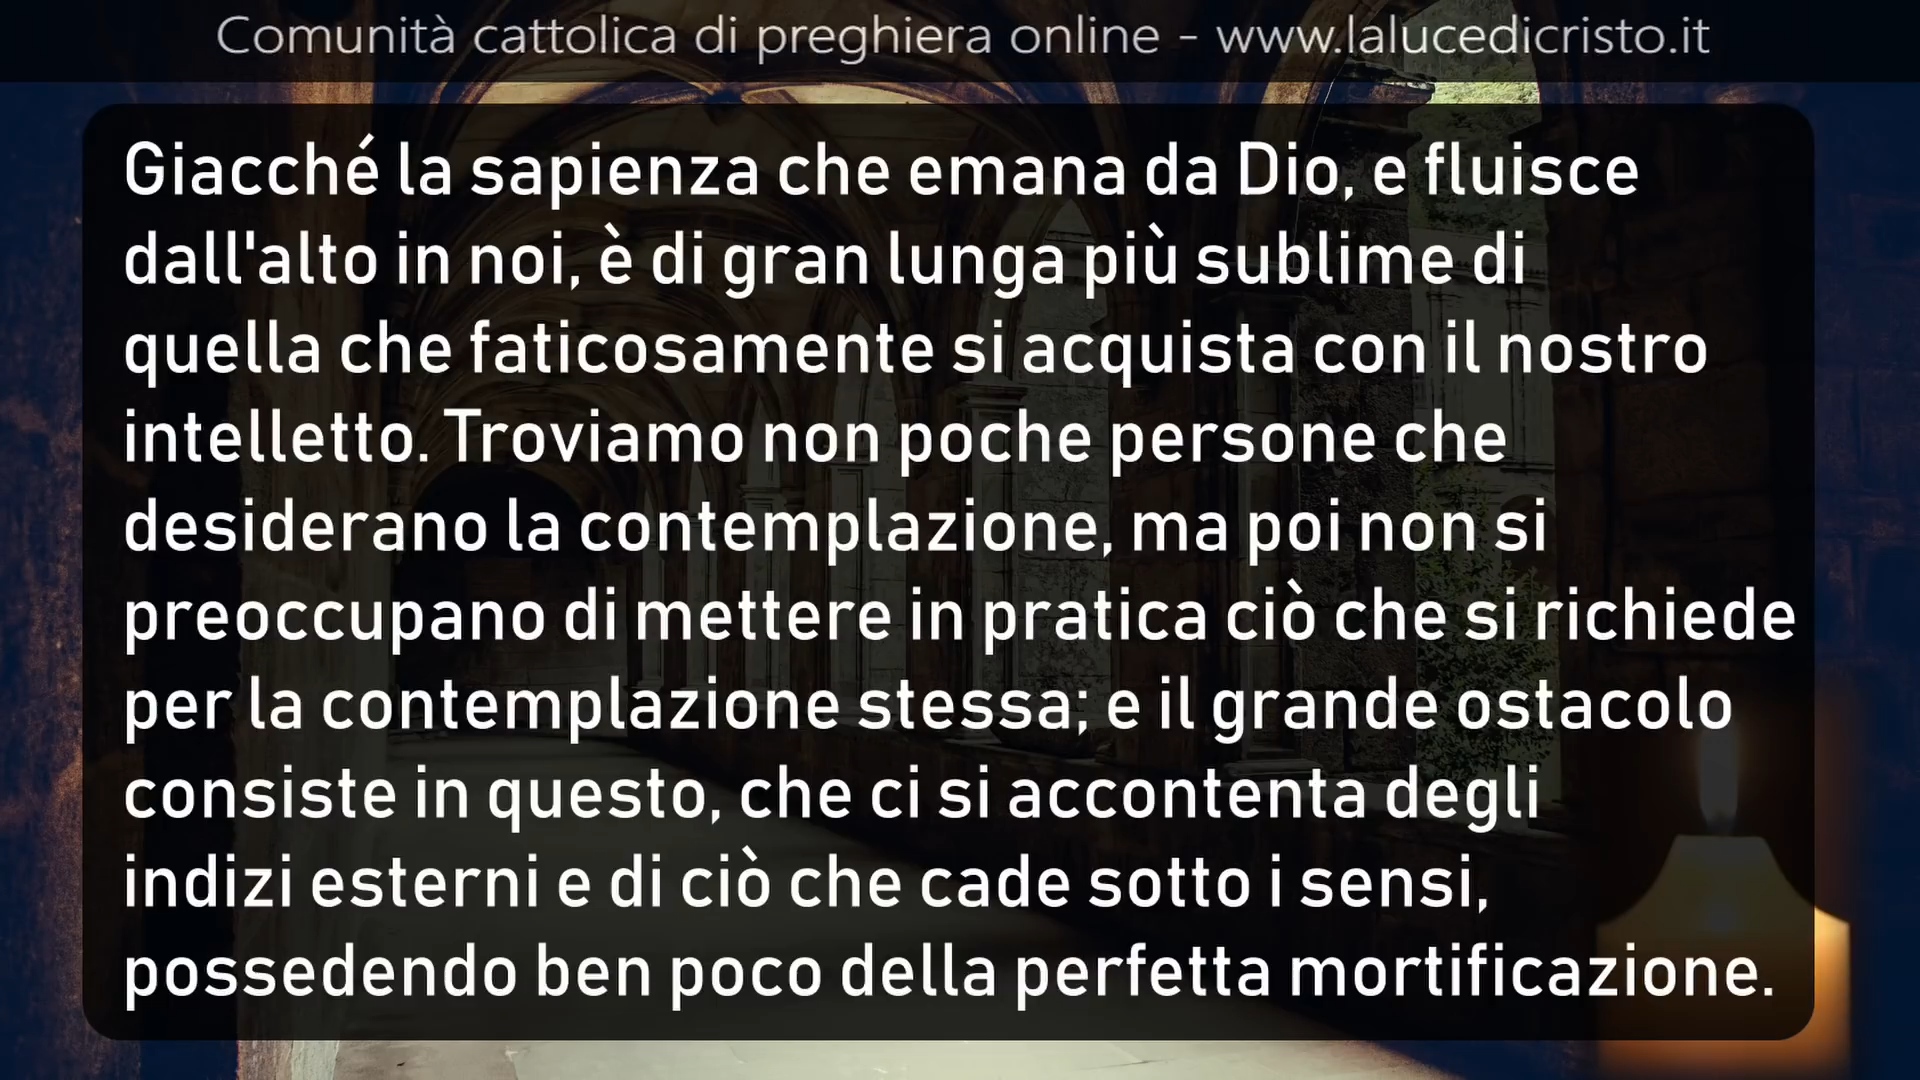 Comunità cattolica di preghiera online - www.lalucedicristo.it
Giacché la sapienza che emana da Dio, e fluisce
dall'alto in noi, è di gran lunga più sublime di
quella che faticosamente si acquista con il nostro
intelletto. Troviamo non poche persone che
desiderano la contemplazione, ma poi non si
preoccupano di mettere in pratica ciò che si richiede
per la contemplazione stessa; e il grande ostacolo
consiste in questo, che ci si accontenta degli
indizi esterni e di ciò che cade sotto i sensi,
possedendo ben poco della perfetta mortificazione.